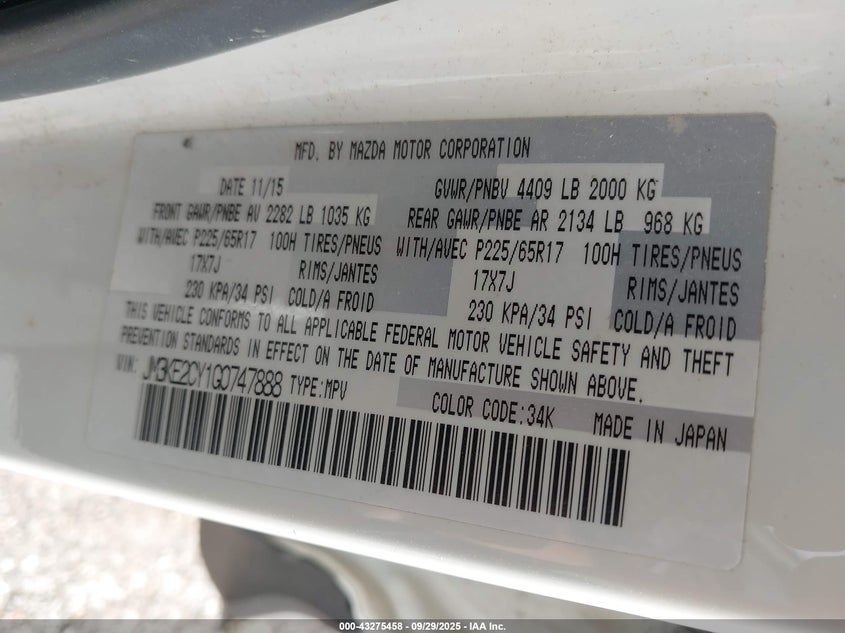 MFD. BY MAZDA MOTOR CORPORATION
DATE 11/15 GVWR/PNBV 4409 LB 2000 KG
FRONT GAWR/PNBE AV 2282 LB 1035 KG REAR GAWR/PNBE AR 2134 LB 968 KG
WITH/AVEC P225/65R17 100H TIRES/PNEUS WITH/AVEC P225/65R17 100H TIRES/PNEUS
17X7J RIMS/JANTES 17X7J RIMS/JANTES
230 KPA/34 PSI COLD/A FROID 230 KPA/34 PSI COLD/A FROID
THIS VEHICLE CONFORMS TO ALL APPLICABLE FEDERAL MOTOR VEHICLE SAFETY AND THEFT
PREVENTION STANDARDS IN EFFECT ON THE DATE OF MANUFACTURE SHOWN ABOVE.
VIN: JM3KE2CY1G0747888 TYPE:MPV
COLOR CODE:34K MADE IN JAPAN
000-43275458 - 09/29/2025 - IAA Inc.